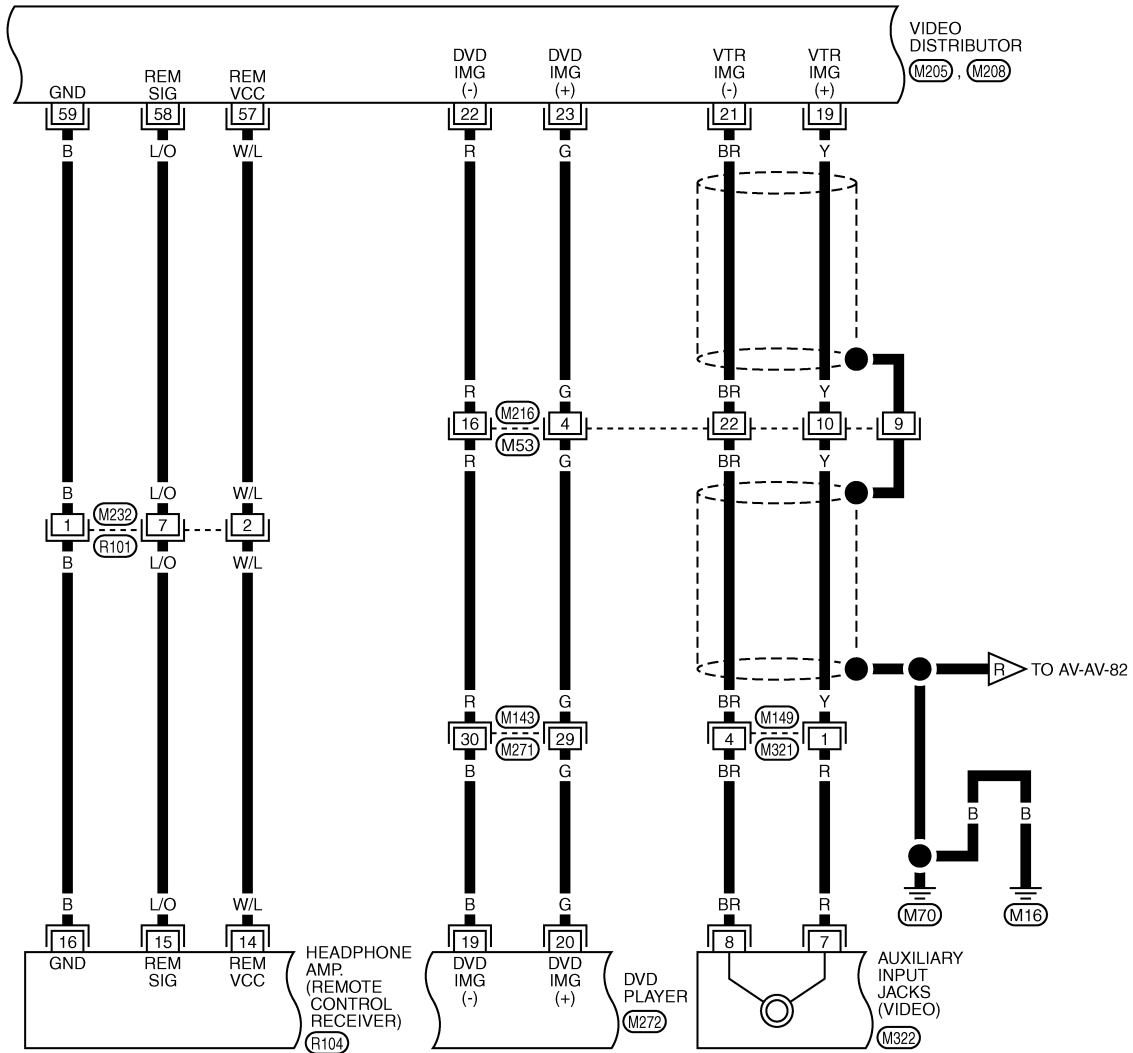 VIDEO
DISTRIBUTOR
M205 , M208
GND
REM
SIG
REM
VCC
DVD
IMG
(-)
DVD
IMG
(+)
VTR
IMG
(-)
VTR
IMG
(+)
59 58 57 22 23 21 19
B L/O W/L R G BR Y
R G BR Y
16 M216 4 22 10 9
M53
R G BR Y
B L/O W/L
1 M232 7 2
R101
B L/O W/L
R TO AV-AV-82
R G BR Y
30 M143 29 4 M149 1
M271 M321
B G BR R
B B
B L/O W/L B G BR R
M70 M16
16 15 14 19 20 8 7
GND
REM
SIG
REM
VCC
HEADPHONE
AMP.
(REMOTE
CONTROL
RECEIVER)
R104
DVD
IMG
(-)
DVD
IMG
(+)
DVD
PLAYER
M272
AUXILIARY
INPUT
JACKS
(VIDEO)
M322